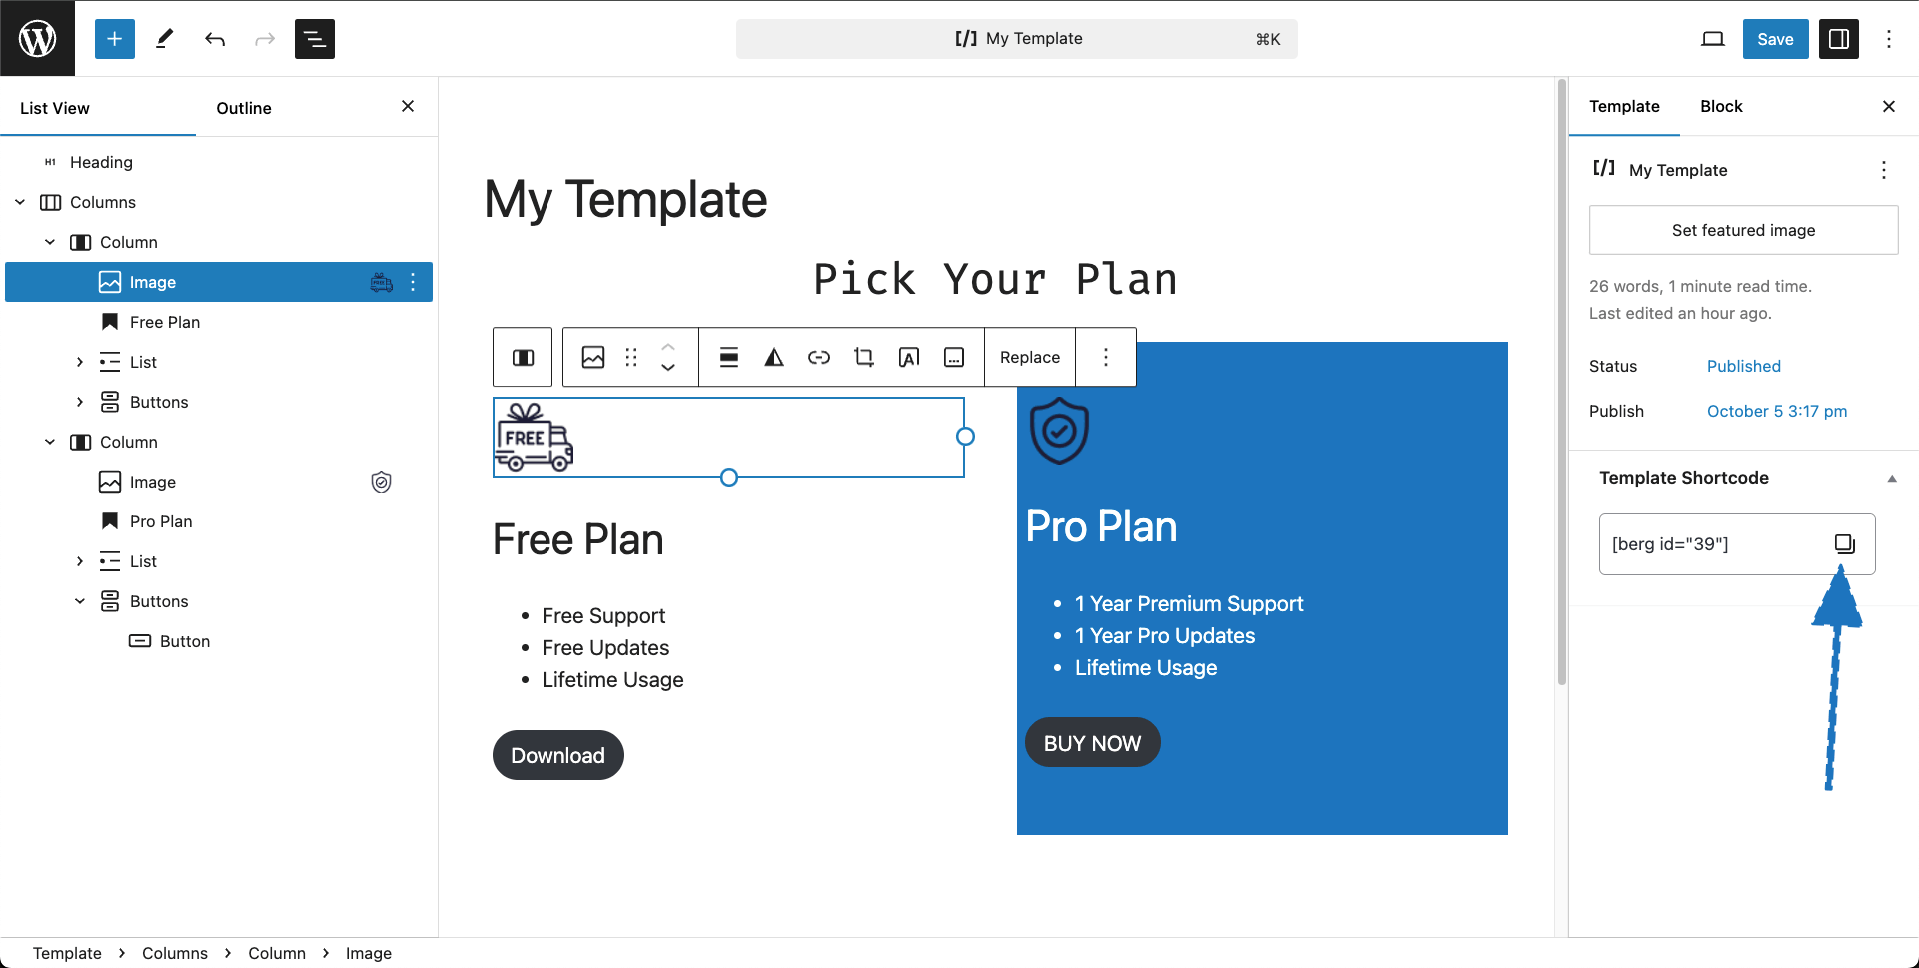 [/] My Template ⌘K
Save
List View Outline
H1 Heading
Columns
Column
Image
Free Plan
List
Buttons
Column
Image
Pro Plan
List
Buttons
Button
My Template
Pick Your Plan
Replace
FREE
Free Plan
Free Support
Free Updates
Lifetime Usage
Download
Pro Plan
1 Year Premium Support
1 Year Pro Updates
Lifetime Usage
BUY NOW
Template Block
[/] My Template
Set featured image
26 words, 1 minute read time.
Last edited an hour ago.
Status Published
Publish October 5 3:17 pm
Template Shortcode
[berg id="39"]
Template > Columns > Column > Image